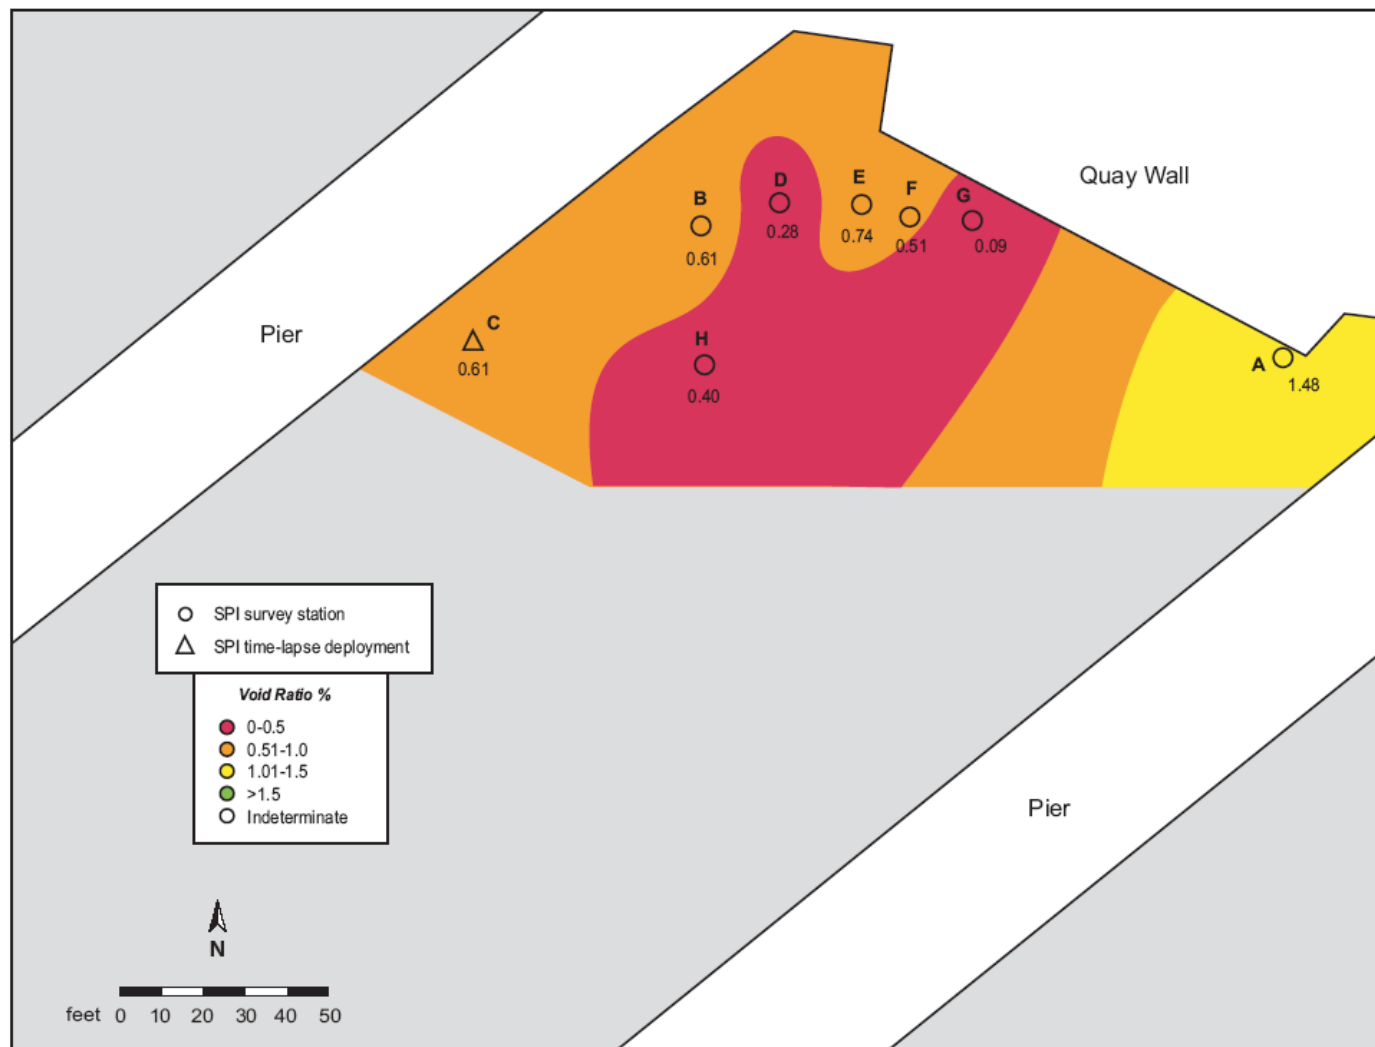 Quay Wall
D
E
F
G
B
0.28
0.74
0.51
0.09
0.61
C
Pier
H
A
0.61
1.48
0.40
SPI survey station
SPI time-lapse deployment
Void Ratio %
0-0.5
0.51-1.0
1.01-1.5
>1.5
Indeterminate
Pier
N
feet 0 10 20 30 40 50